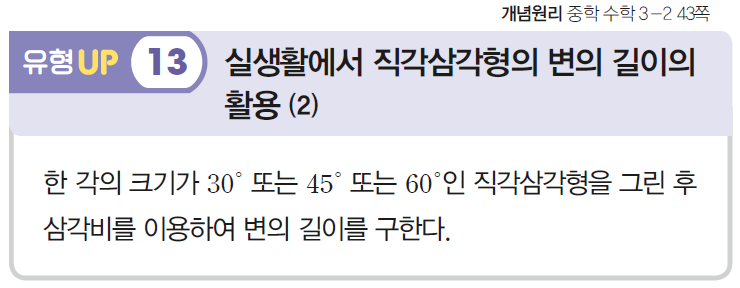 개념원리 중학 수학 3-2 43쪽
유형UP 13 실생활에서 직각삼각형의 변의 길이의
활용 (2)
한 각의 크기가 30° 또는 45° 또는 60°인 직각삼각형을 그린 후
삼각비를 이용하여 변의 길이를 구한다.